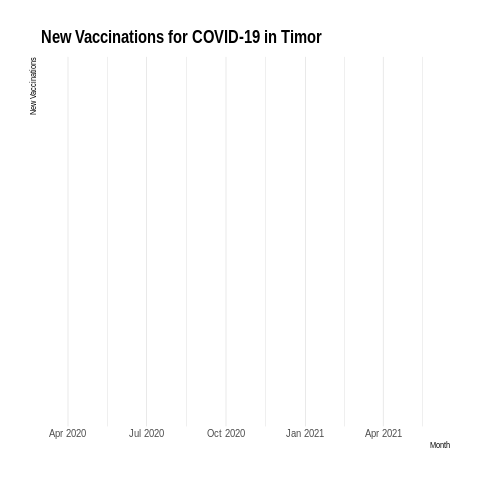 New Vaccinations for COVID-19 in Timor
New Vaccinations
Apr 2020 Jul 2020 Oct 2020 Jan 2021 Apr 2021
Month